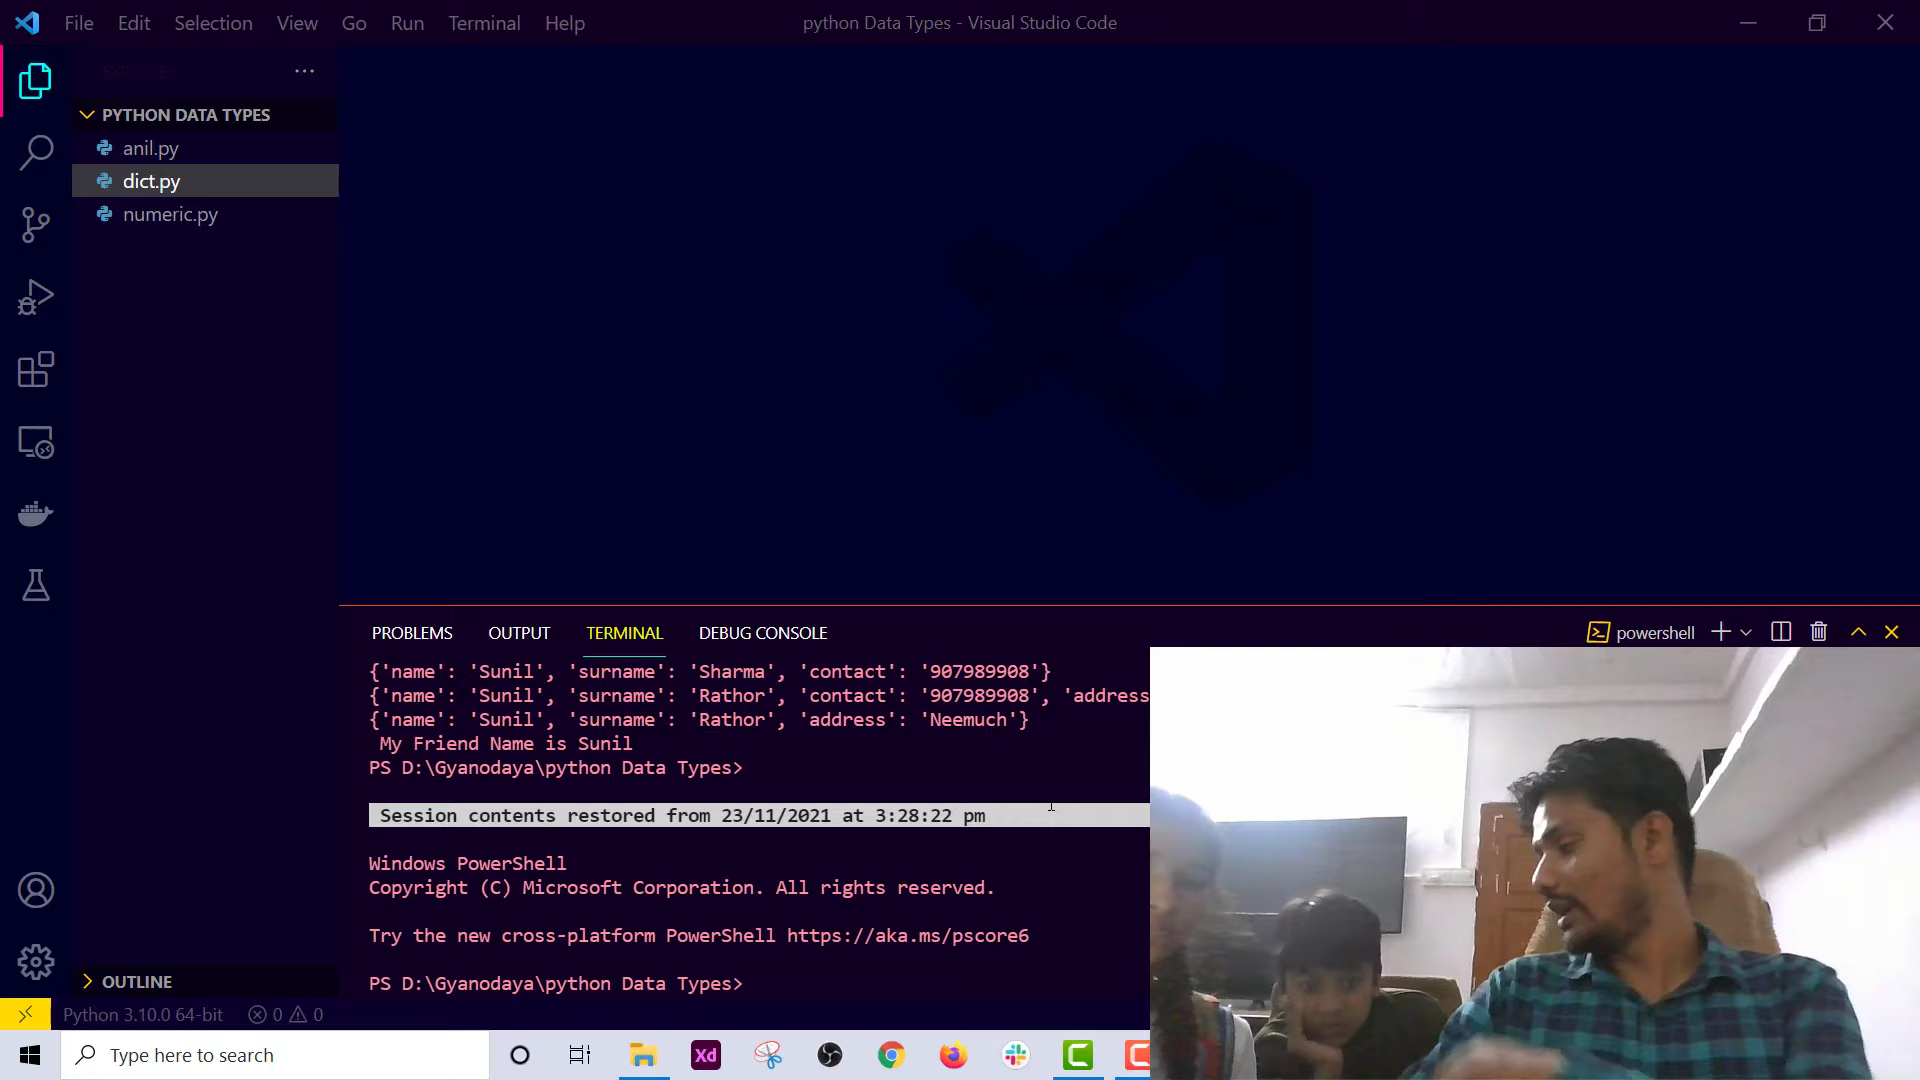 File Edit Selection View Go Run Terminal Help
python Data Types - Visual Studio Code
PYTHON DATA TYPES
anil.py
dict.py
numeric.py
PROBLEMS OUTPUT TERMINAL DEBUG CONSOLE
powershell
{'name': 'Sunil', 'surname': 'Sharma', 'contact': '907989908'}
{'name': 'Sunil', 'surname': 'Rathor', 'contact': '907989908', 'address
{'name': 'Sunil', 'surname': 'Rathor', 'address': 'Neemuch'}
My Friend Name is Sunil
PS D:\Gyanodaya\python Data Types>
Session contents restored from 23/11/2021 at 3:28:22 pm
Windows PowerShell
Copyright (C) Microsoft Corporation. All rights reserved.
Try the new cross-platform PowerShell https://aka.ms/pscore6
PS D:\Gyanodaya\python Data Types>
OUTLINE
Python 3.10.0 64-bit 0 0
Type here to search
Xd